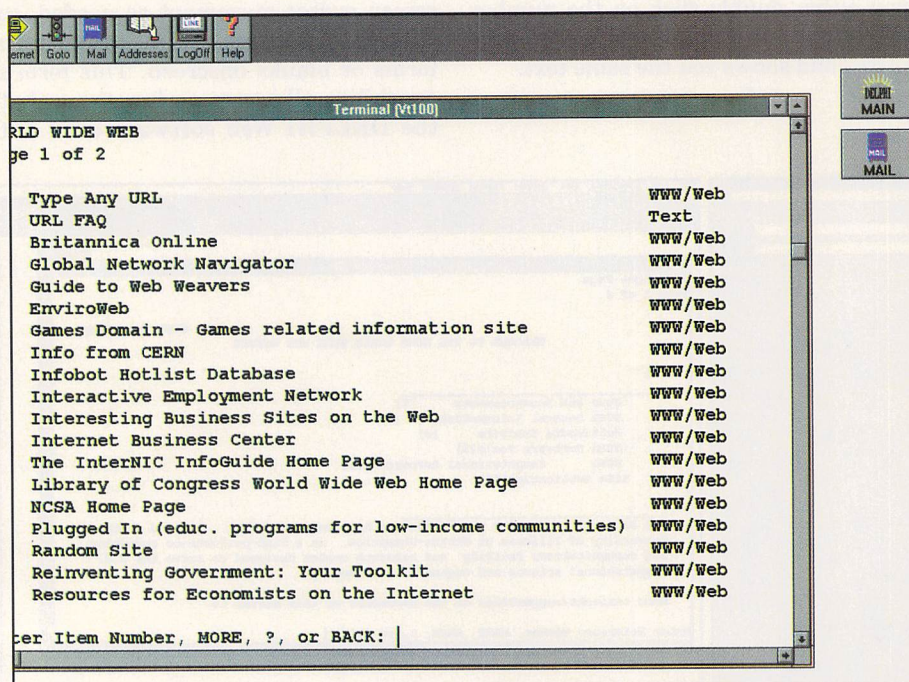 ernet Goto Mail Addresses LogOff Help
Terminal (Vt100)
DELPHI
MAIN
MAIL
MAIL
RLD WIDE WEB
ge 1 of 2
Type Any URL WWW/Web
URL FAQ Text
Britannica Online WWW/Web
Global Network Navigator WWW/Web
Guide to Web Weavers WWW/Web
EnviroWeb WWW/Web
Games Domain - Games related information site WWW/Web
Info from CERN WWW/Web
Infobot Hotlist Database WWW/Web
Interactive Employment Network WWW/Web
Interesting Business Sites on the Web WWW/Web
Internet Business Center WWW/Web
The InterNIC InfoGuide Home Page WWW/Web
Library of Congress World Wide Web Home Page WWW/Web
NCSA Home Page WWW/Web
Plugged In (educ. programs for low-income communities) WWW/Web
Random Site WWW/Web
Reinventing Government: Your Toolkit WWW/Web
Resources for Economists on the Internet WWW/Web
ter Item Number, MORE, ?, or BACK: